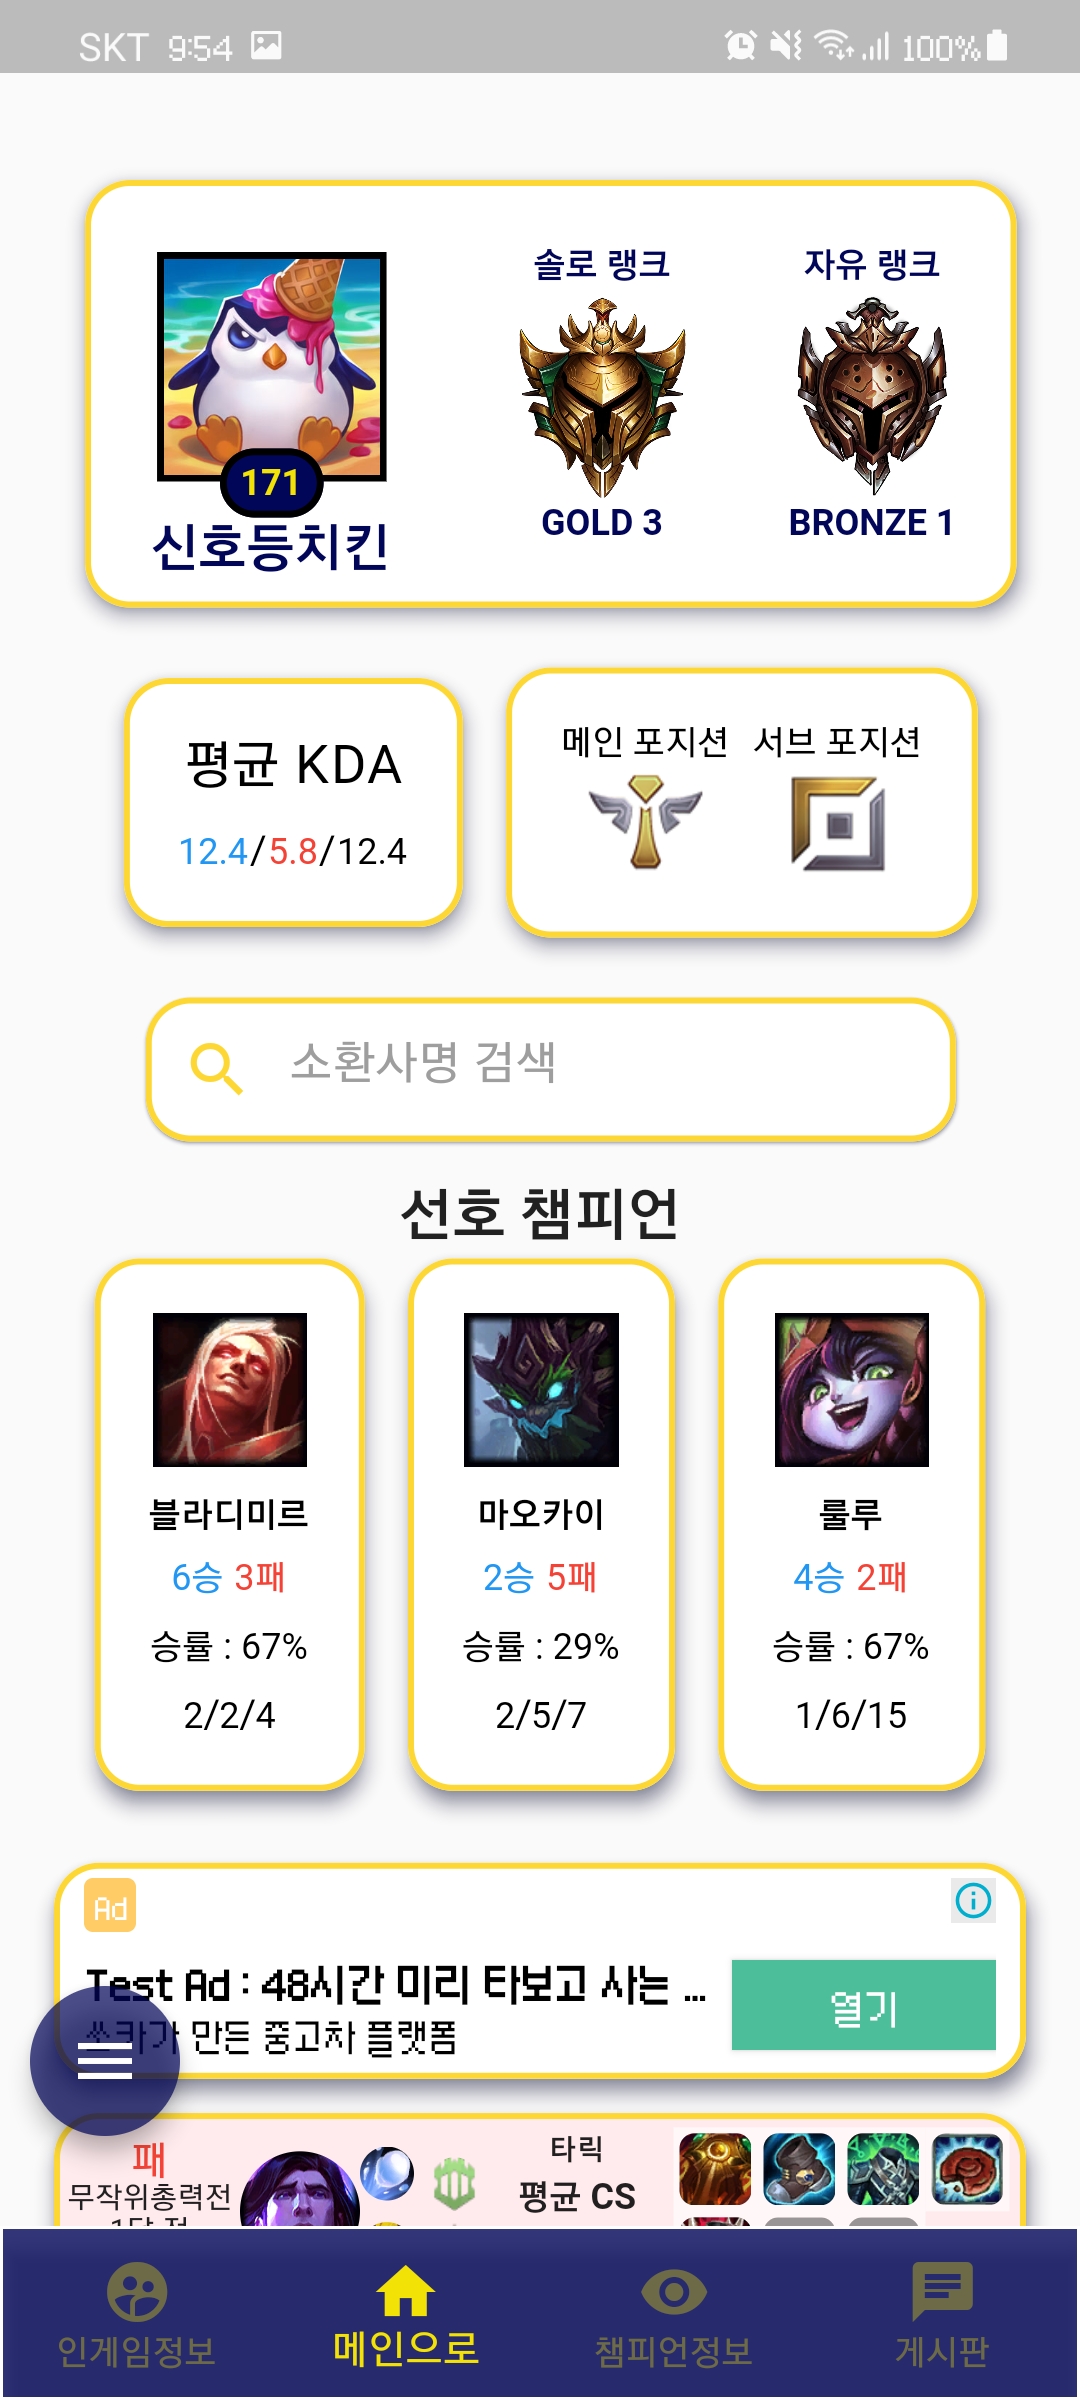 SKT 9:54 100%
솔로 랭크 자유 랭크
171
GOLD 3 BRONZE 1
신호등치킨
평균 KDA
12.4/5.8/12.4
메인 포지션 서브 포지션
소환사명 검색
선호 챔피언
블라디미르 마오카이 룰루
6승 3패 2승 5패 4승 2패
승률 : 67% 승률 : 29% 승률 : 67%
2/2/4 2/5/7 1/6/15
Ad
Test Ad : 48시간 미리 타보고 사는 ...
쏘카가 만든 중고차 플랫폼
열기
패
무작위총력전
1달 전
타릭
평균 CS
인게임정보 메인으로 챔피언정보 게시판